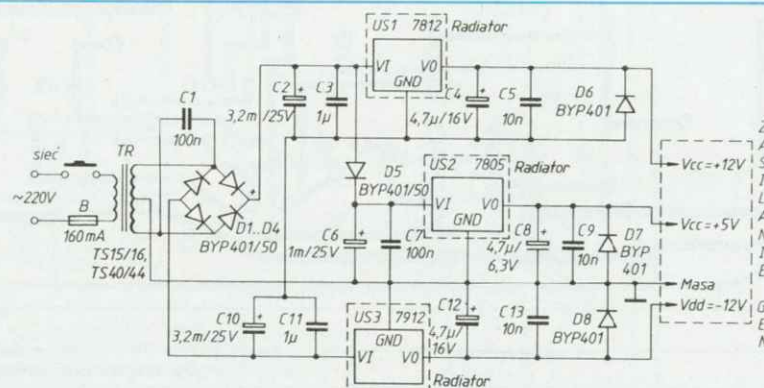 US1 7812 Radiator
VI VO
GND
C1
100n
C2
3,2m/25V
C3
1µ
C4
4,7µ/16V
C5
10n
D6
BYP401
Vcc=+12V
sieć
~220V
B
160mA
TR
TS15/16,
TS40/44
D1..D4
BYP401/50
D5
BYP401/50
US2 7805 Radiator
VI VO
GND
C6
1m/25V
C7
100n
C8
4,7µ/
6,3V
C9
10n
D7
BYP
401
Vcc=+5V
Masa
Vdd=-12V
C10
3,2m/25V
C11
1µ
US3 7912
GND
VI VO
Radiator
C12
4,7µ/
16V
C13
10n
D8
BYP401
ZASILANIE
GEN